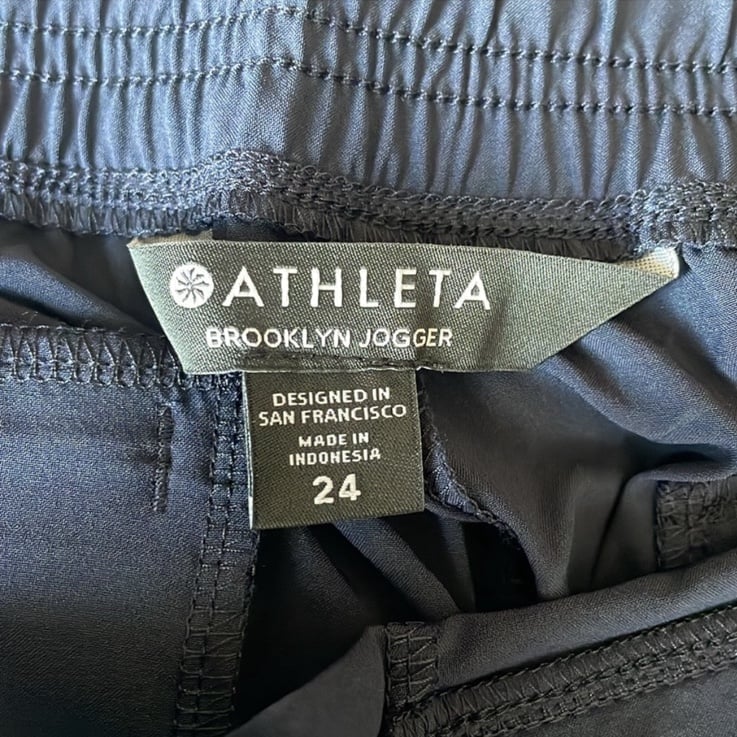 ATHLETA
BROOKLYN JOGGER
DESIGNED IN
SAN FRANCISCO
MADE IN
INDONESIA
24